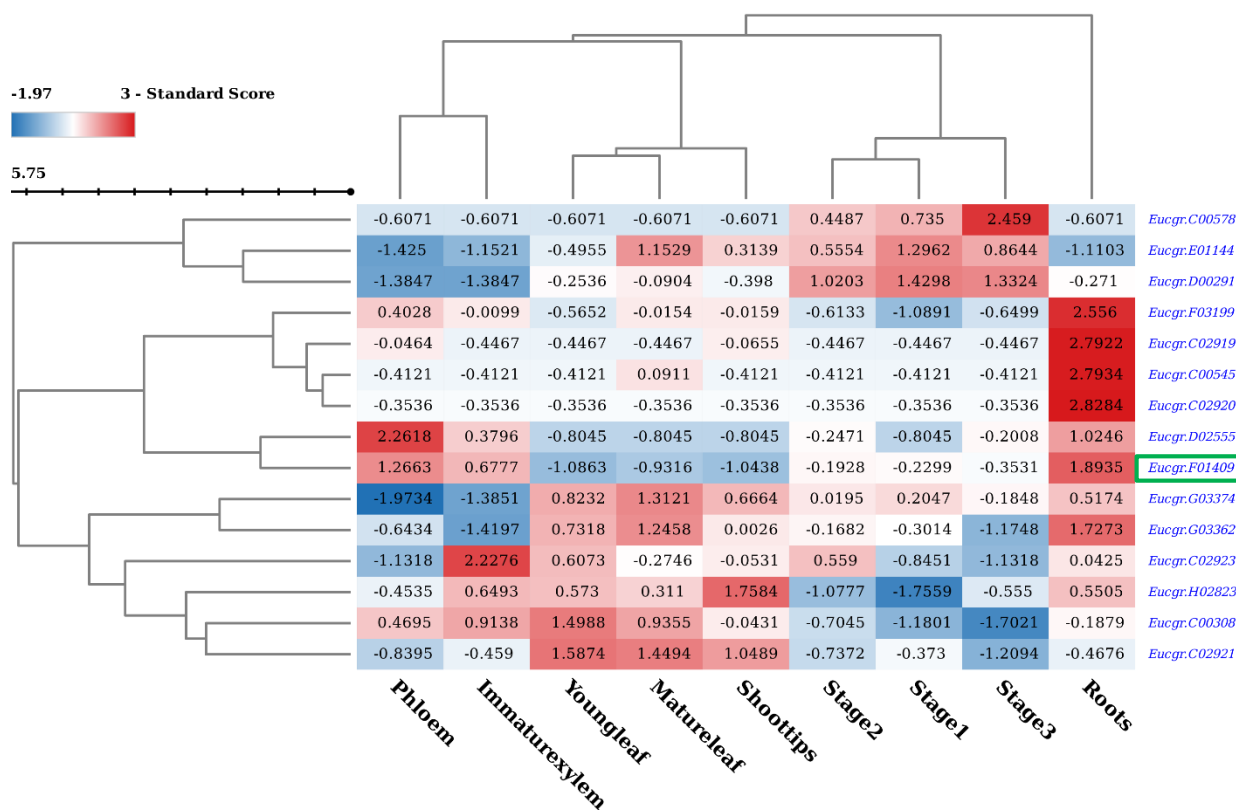 -1.97 3 - Standard Score
5.75
-0.6071 -0.6071 -0.6071 -0.6071 -0.6071 0.4487 0.735 2.459 -0.6071 Eucgr.C00578
-1.425 -1.1521 -0.4955 1.1529 0.3139 0.5554 1.2962 0.8644 -1.1103 Eucgr.E01144
-1.3847 -1.3847 -0.2536 -0.0904 -0.398 1.0203 1.4298 1.3324 -0.271 Eucgr.D00291
0.4028 -0.0099 -0.5652 -0.0154 -0.0159 -0.6133 -1.0891 -0.6499 2.556 Eucgr.F03199
-0.0464 -0.4467 -0.4467 -0.4467 -0.0655 -0.4467 -0.4467 -0.4467 2.7922 Eucgr.C02919
-0.4121 -0.4121 -0.4121 0.0911 -0.4121 -0.4121 -0.4121 -0.4121 2.7934 Eucgr.C00545
-0.3536 -0.3536 -0.3536 -0.3536 -0.3536 -0.3536 -0.3536 -0.3536 2.8284 Eucgr.C02920
2.2618 0.3796 -0.8045 -0.8045 -0.8045 -0.2471 -0.8045 -0.2008 1.0246 Eucgr.D02555
1.2663 0.6777 -1.0863 -0.9316 -1.0438 -0.1928 -0.2299 -0.3531 1.8935 Eucgr.F01409
-1.9734 -1.3851 0.8232 1.3121 0.6664 0.0195 0.2047 -0.1848 0.5174 Eucgr.G03374
-0.6434 -1.4197 0.7318 1.2458 0.0026 -0.1682 -0.3014 -1.1748 1.7273 Eucgr.G03362
-1.1318 2.2276 0.6073 -0.2746 -0.0531 0.559 -0.8451 -1.1318 0.0425 Eucgr.C02923
-0.4535 0.6493 0.573 0.311 1.7584 -1.0777 -1.7559 -0.555 0.5505 Eucgr.H02823
0.4695 0.9138 1.4988 0.9355 -0.0431 -0.7045 -1.1801 -1.7021 -0.1879 Eucgr.C00308
-0.8395 -0.459 1.5874 1.4494 1.0489 -0.7372 -0.373 -1.2094 -0.4676 Eucgr.C02921
Phloem Immaturexylem Youngleaf Matureleaf Shoottips Stage2 Stage1 Stage3 Roots